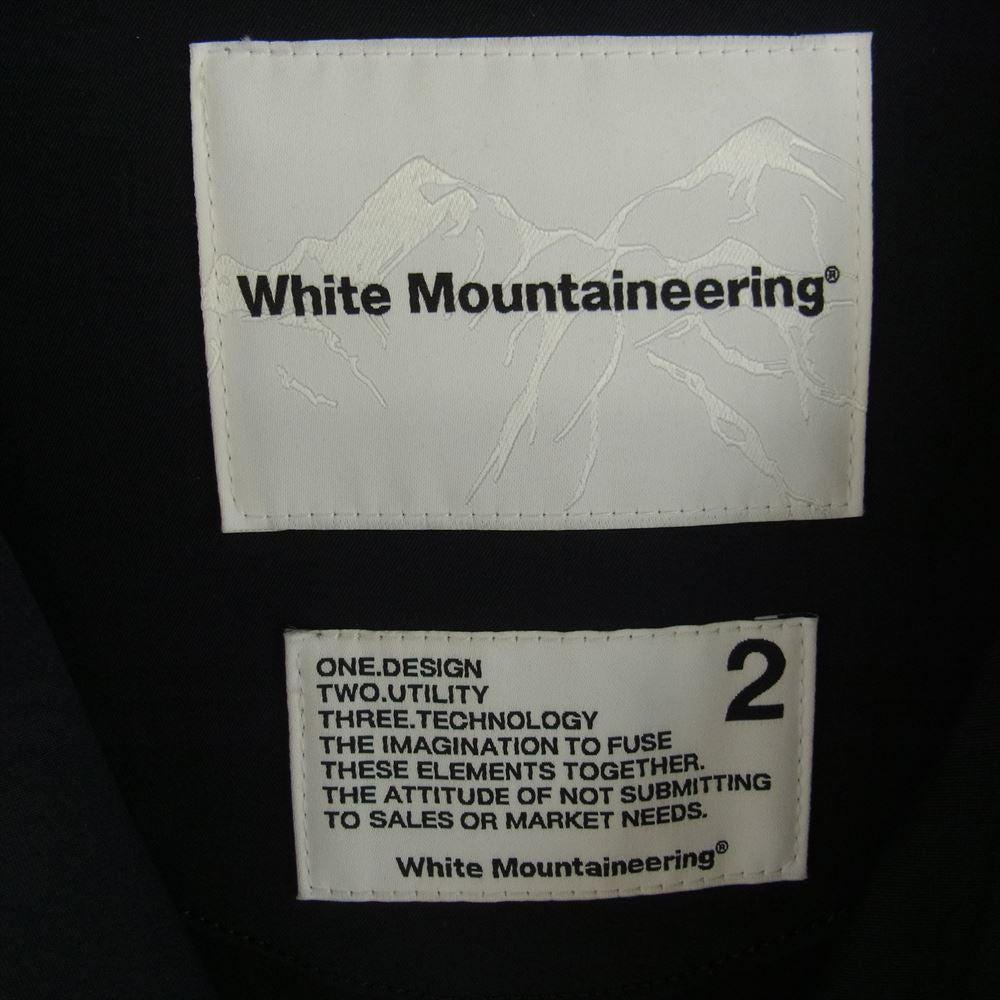 White Mountaineering®
2
ONE.DESIGN
TWO.UTILITY
THREE.TECHNOLOGY
THE IMAGINATION TO FUSE
THESE ELEMENTS TOGETHER.
THE ATTITUDE OF NOT SUBMITTING
TO SALES OR MARKET NEEDS.
White Mountaineering®